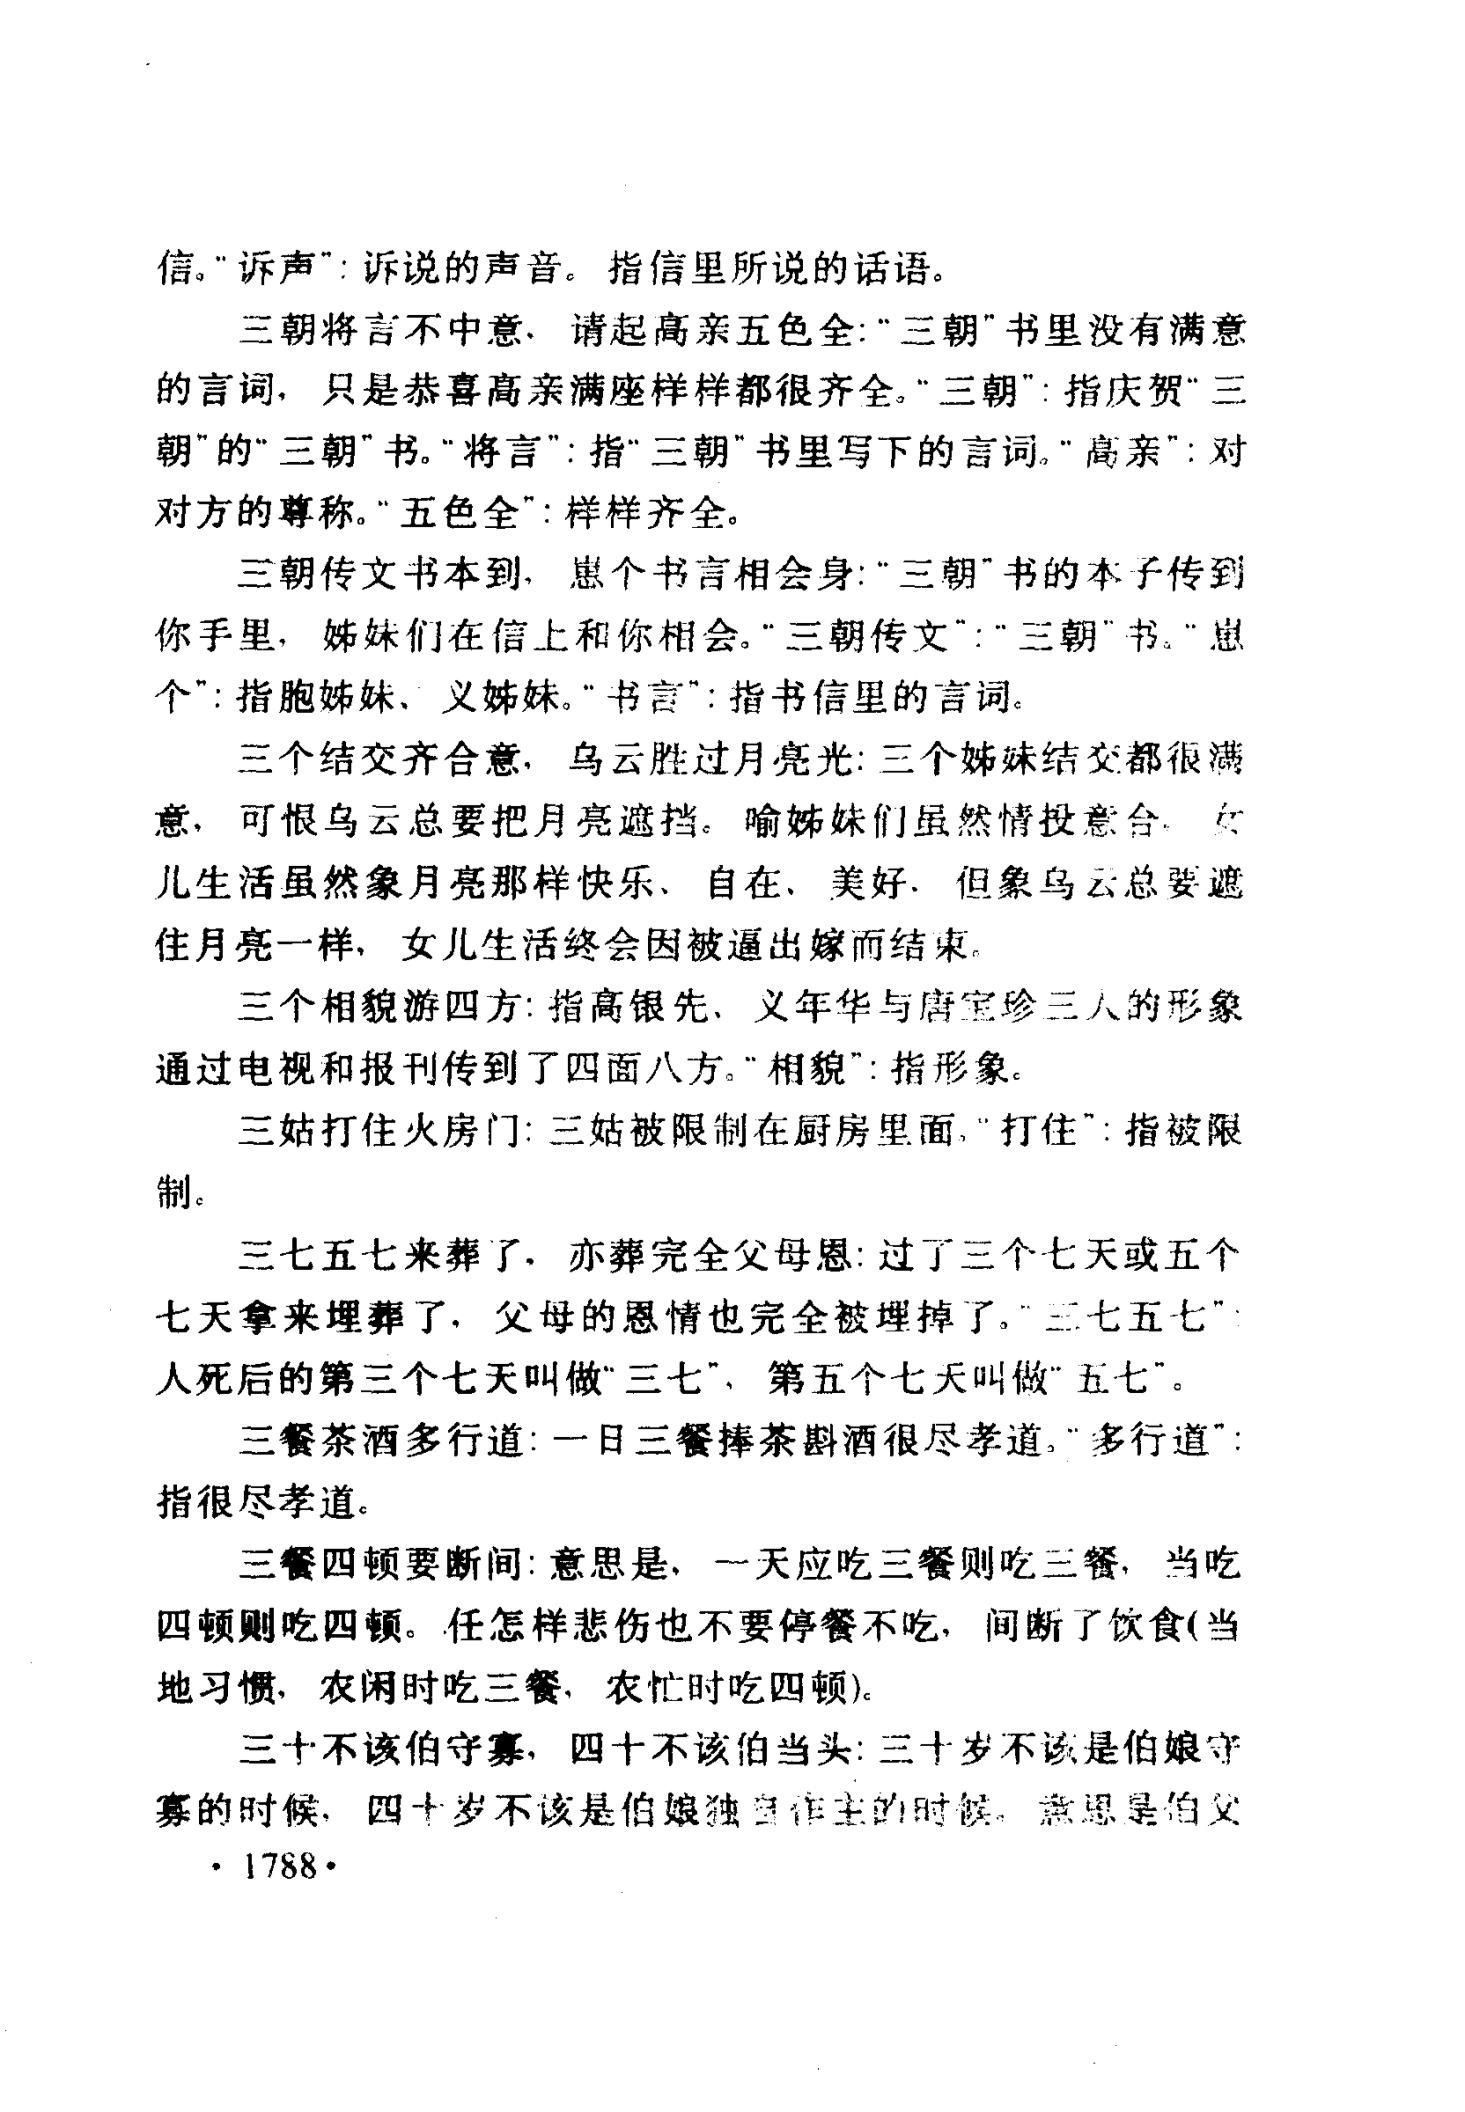 信。“诉声”：诉说的声音。指信里所说的话语。
三朝将言不中意，请起高亲五色全：“三朝”书里没有满意
的言词，只是恭喜高亲满座样样都很齐全。“三朝”：指庆贺“三
朝”的“三朝”书。“将言”：指“三朝”书里写下的言词。“高亲”：对
对方的尊称。“五色全”：样样齐全。
三朝传文书本到，崽个书言相会身：“三朝”书的本子传到
你手里，姊妹们在信上和你相会。“三朝传文”：“三朝”书。“崽
个”：指胞姊妹、义姊妹。“书言”：指书信里的言词。
三个结交齐合意，乌云胜过月亮光：三个姊妹结交都很满
意，可恨乌云总要把月亮遮挡。喻姊妹们虽然情投意合，女
儿生活虽然象月亮那样快乐、自在、美好，但象乌云总要遮
住月亮一样，女儿生活终会因被逼出嫁而结束。
三个相貌游四方：指高银先、义年华与唐宝珍三人的形象
通过电视和报刊传到了四面八方。“相貌”：指形象。
三姑打住火房门：三姑被限制在厨房里面，“打住”：指被限
制。
三七五七来葬了，亦葬完全父母恩：过了三个七天或五个
七天拿来埋葬了，父母的恩情也完全被埋掉了。“三七五七”：
人死后的第三个七天叫做“三七”，第五个七天叫做“五七”。
三餐茶酒多行道：一日三餐捧茶斟酒很尽孝道。“多行道”：
指很尽孝道。
三餐四顿要断间：意思是，一天应吃三餐则吃三餐，当吃
四顿则吃四顿。任怎样悲伤也不要停餐不吃，间断了饮食(当
地习惯，农闲时吃三餐，农忙时吃四顿)。
三十不该伯守寡，四十不该伯当头：三十岁不该是伯娘守
寡的时候，四十岁不该是伯娘独自作主的时候。意思是伯父
·1788·